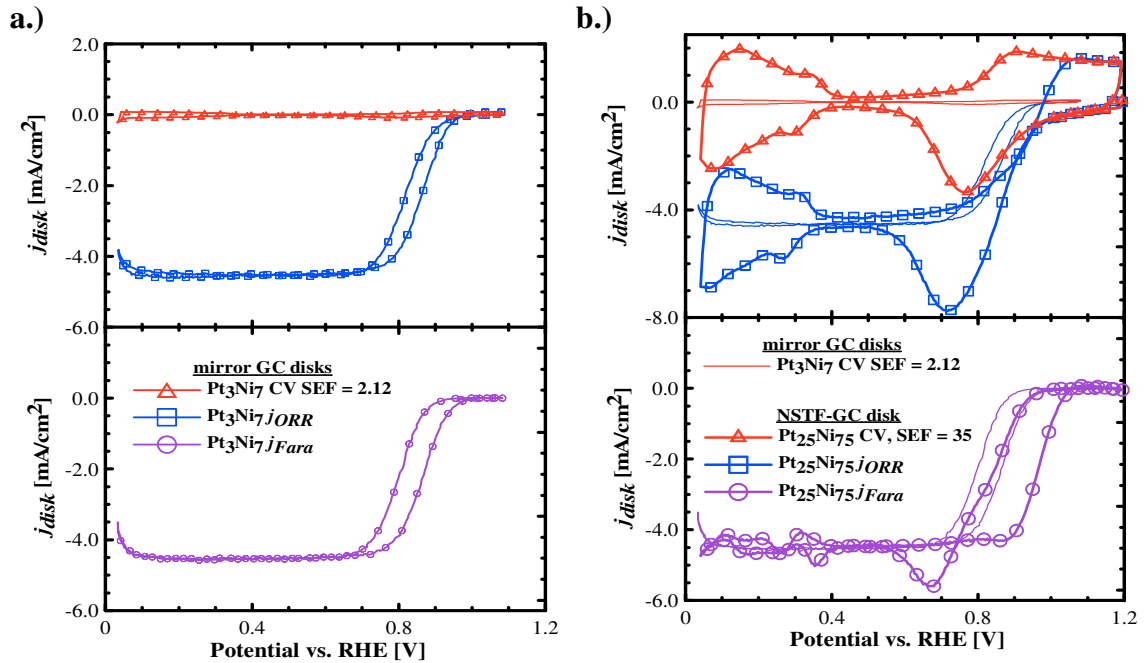 a.)
2.0
0.0
-2.0
-4.0
-6.0
jdisk [mA/cm2]
0.0
-2.0
-4.0
-6.0
jdisk [mA/cm2]
mirror GC disks
Pt3Ni7 CV SEF = 2.12
Pt3Ni7 jORR
Pt3Ni7 jFara
0 0.4 0.8 1.2
Potential vs. RHE [V]
b.)
0.0
-4.0
-8.0
jdisk [mA/cm2]
0.0
-2.0
-4.0
-6.0
jdisk [mA/cm2]
mirror GC disks
Pt3Ni7 CV SEF = 2.12
NSTF-GC disk
Pt25Ni75 CV, SEF = 35
Pt25Ni75 jORR
Pt25Ni75 jFara
0 0.4 0.8 1.2
Potential vs. RHE [V]